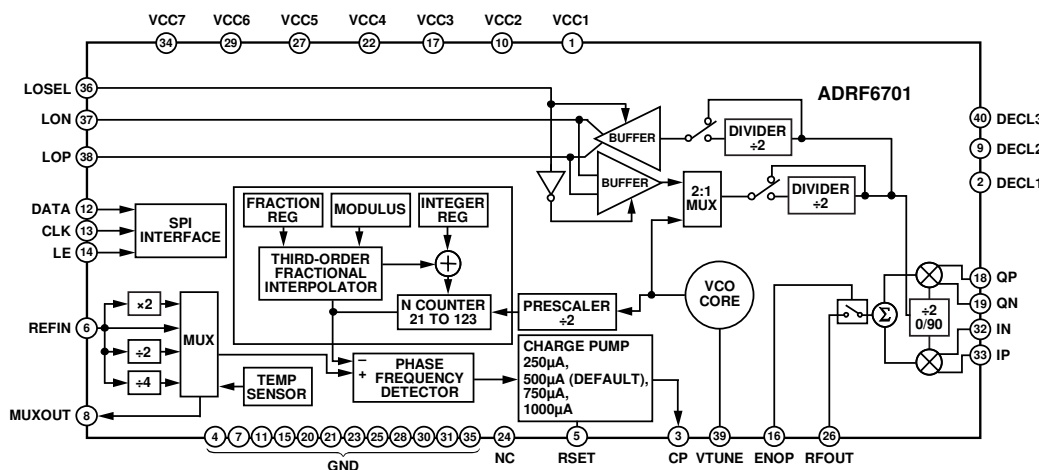 VCC7 VCC6 VCC5 VCC4 VCC3 VCC2 VCC1
34 29 27 22 17 10 1
LOSEL 36
ADRF6701
LON 37
BUFFER
DIVIDER
÷2
40 DECL3
9 DECL2
LOP 38
BUFFER
2:1
MUX
DIVIDER
÷2
2 DECL1
DATA 12
CLK 13
LE 14
SPI
INTERFACE
FRACTION
REG
MODULUS
INTEGER
REG
THIRD-ORDER
FRACTIONAL
INTERPOLATOR
+
N COUNTER
21 TO 123
PRESCALER
÷2
VCO
CORE
QP 18
QN 19
IN 32
IP 33
Σ
÷2
0/90
REFIN 6
×2
÷2
÷4
MUX
TEMP
SENSOR
–
+
PHASE
FREQUENCY
DETECTOR
CHARGE PUMP
250µA,
500µA (DEFAULT),
750µA,
1000µA
MUXOUT 8
4 7 11 15 20 21 23 25 28 30 31 35 24 5 3 39 16 26
GND NC RSET CP VTUNE ENOP RFOUT